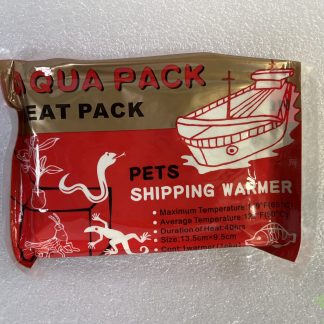 AQUA PACK
EAT PACK
PETS
SHIPPING WARMER
• Maximum Temperature
• Average Temperature
• Duration of Heat:40hrs
• Size:13.5cm×9.5cm